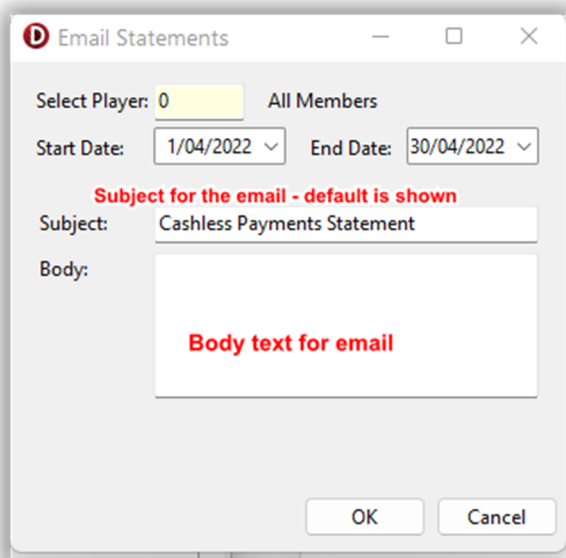 D Email Statements
Select Player: 0 All Members
Start Date: 1/04/2022 End Date: 30/04/2022
Subject for the email - default is shown
Subject: Cashless Payments Statement
Body:
Body text for email
OK Cancel